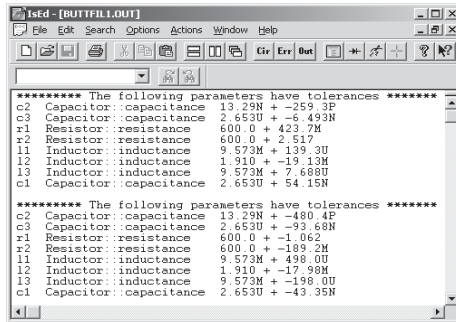 IsEd - [BUTTFIL1.OUT]
File Edit Search Options Actions Window Help
Cir Err Out
********* The following parameters have tolerances *******
c2 Capacitor::capacitance 13.29N + -259.3P
c3 Capacitor::capacitance 2.653U + -6.493N
r1 Resistor::resistance 600.0 + 423.7M
r2 Resistor::resistance 600.0 + 2.517
l1 Inductor::inductance 9.573M + 139.3U
l2 Inductor::inductance 1.910 + -19.13M
l3 Inductor::inductance 9.573M + 7.688U
c1 Capacitor::capacitance 2.653U + 54.15N
********* The following parameters have tolerances *******
c2 Capacitor::capacitance 13.29N + -480.4P
c3 Capacitor::capacitance 2.653U + -93.68N
r1 Resistor::resistance 600.0 + -1.062
r2 Resistor::resistance 600.0 + -189.2M
l1 Inductor::inductance 9.573M + 498.0U
l2 Inductor::inductance 1.910 + -17.98M
l3 Inductor::inductance 9.573M + -198.0U
c1 Capacitor::capacitance 2.653U + -43.35N